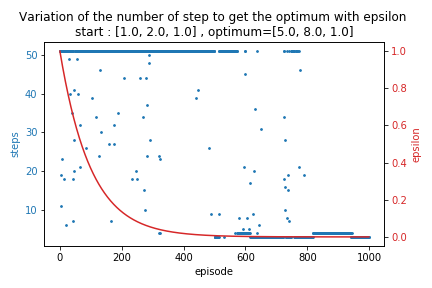 Variation of the number of step to get the optimum with epsilon
start : [1.0, 2.0, 1.0] , optimum=[5.0, 8.0, 1.0]
50
40
30
20
10
steps
1.0
0.8
0.6
0.4
0.2
0.0
epsilon
0 200 400 600 800 1000
episode